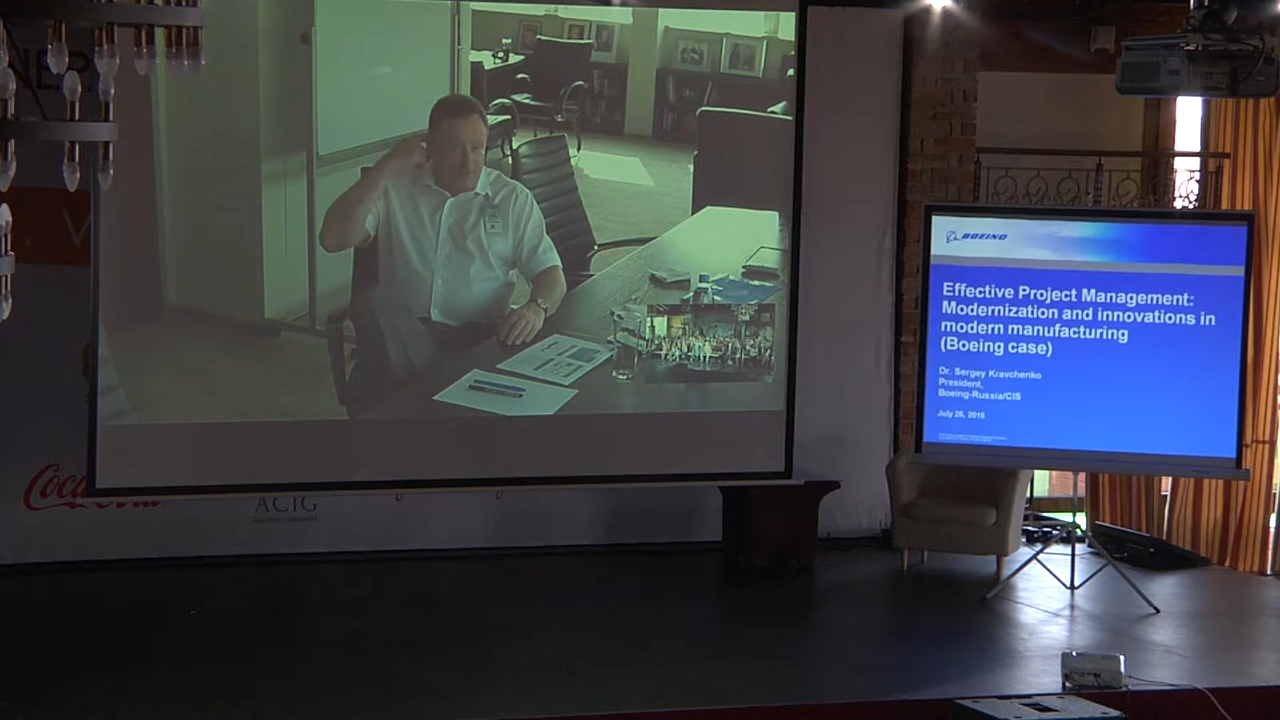 BOEING
Effective Project Management:
Modernization and innovations in
modern manufacturing
(Boeing case)
Dr. Sergey Kravchenko
President,
Boeing-Russia/CIS
July 26, 2016
Coca-Cola
ACIG